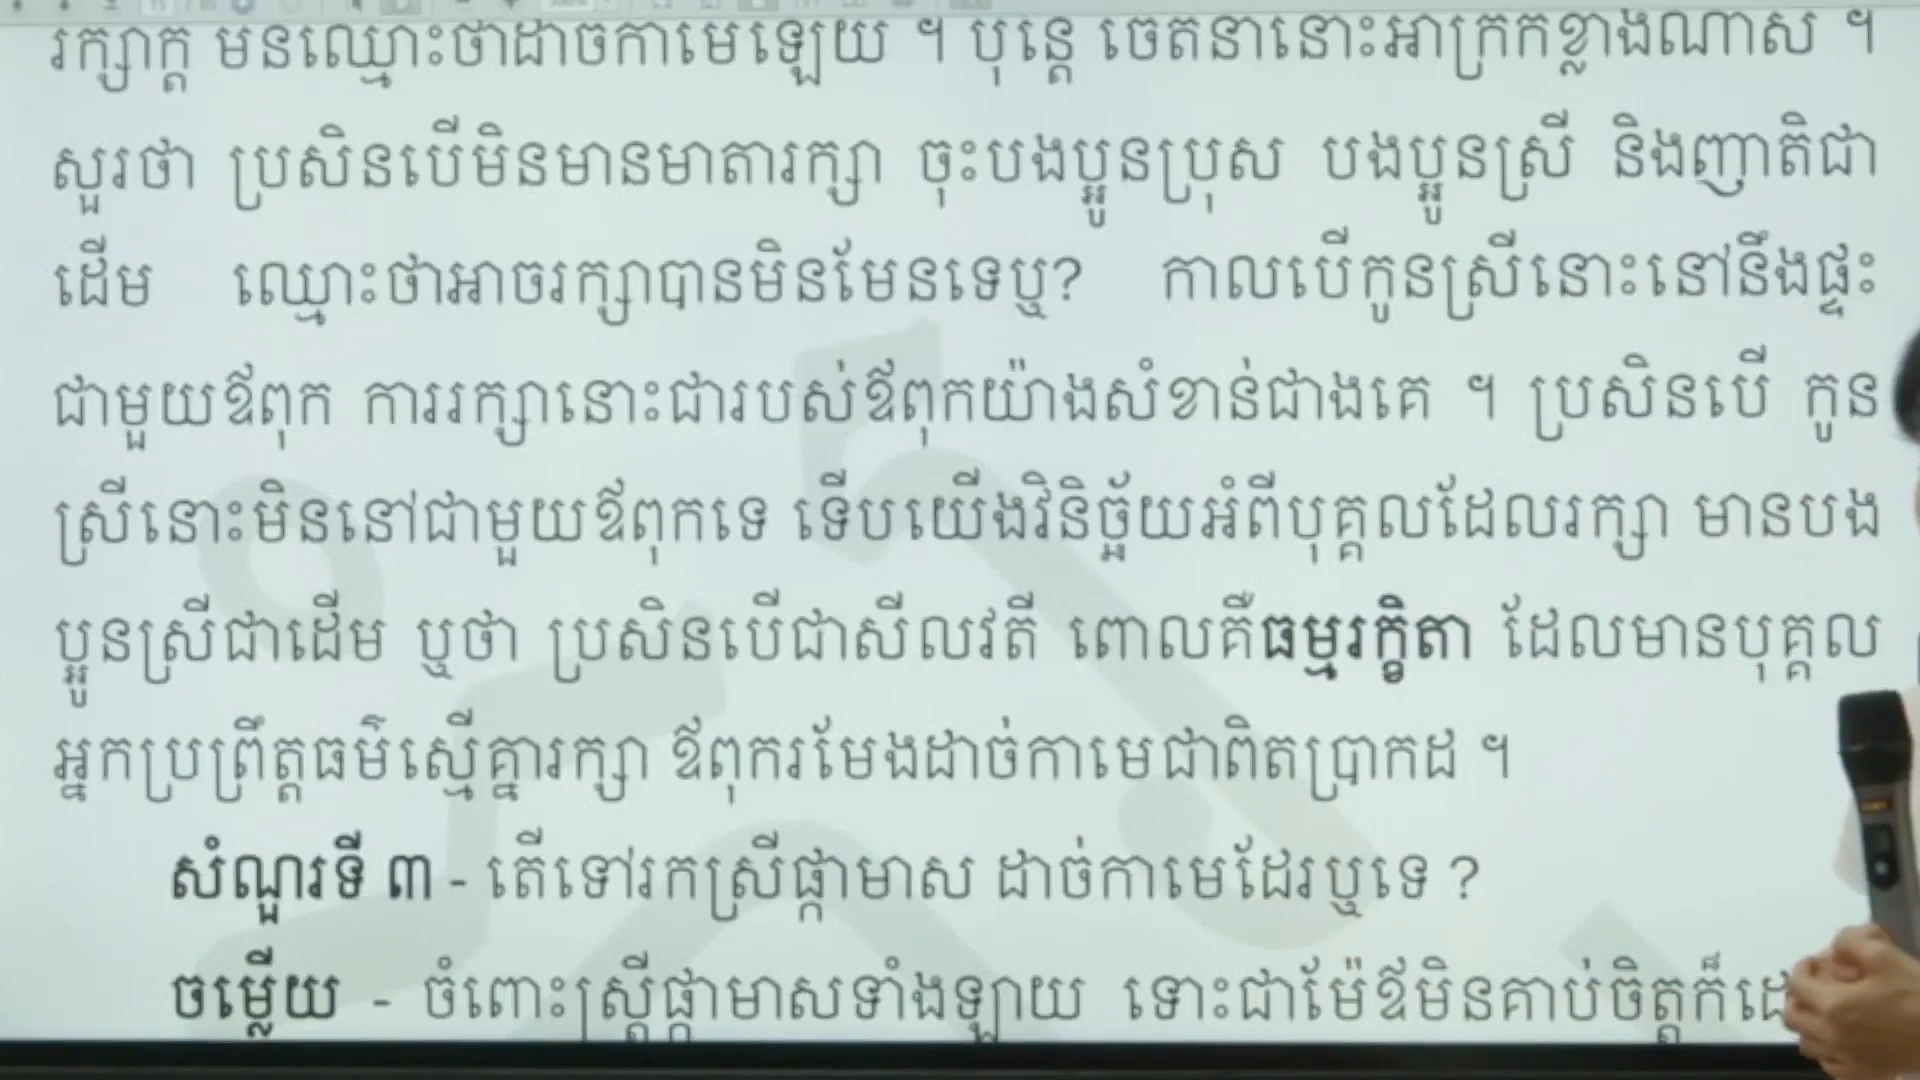 រក្សាក្ត មនឈ្មោះថាដាចកាមេឡើយ ។ ប៉ុន្តែ ចេតនានោះអាក្រកខ្លាំងណាស ។
សួរថា ប្រសិនបើមិនមានមាតារក្សា ចុះបងប្អូនប្រុស បងប្អូនស្រី និងញាតិជា
ដើម ឈ្មោះថាអាចរក្សាបានមិនមែនទេឬ? កាលបើកូនស្រីនោះនៅនឹងផ្ទះ
ជាមួយឪពុក ការរក្សានោះជារបស់ឪពុកយ៉ាងសំខាន់ជាងគេ ។ ប្រសិនបើ កូន
ស្រីនោះមិននៅជាមួយឪពុកទេ ទើបយើងវិនិច្ឆ័យអំពីបុគ្គលដែលរក្សា មានបង
ប្អូនស្រីជាដើម ឬថា ប្រសិនបើជាសីលវតី ពោលគឺធម្មរក្ខិតា ដែលមានបុគ្គល
អ្នកប្រព្រឹត្តធម៌ស្មើគ្នារក្សា ឪពុករមែងដាច់កាមេជាពិតប្រាកដ ។
សំណួរទី ៣ - តើទៅរកស្រីផ្កាមាស ដាច់កាមេដែរឬទេ ?
ចម្លើយ - ចំពោះស្ត្រីផ្កាមាសទាំងឡាយ ទោះជាម៉ែឪមិនគាប់ចិត្តក៏ដោ